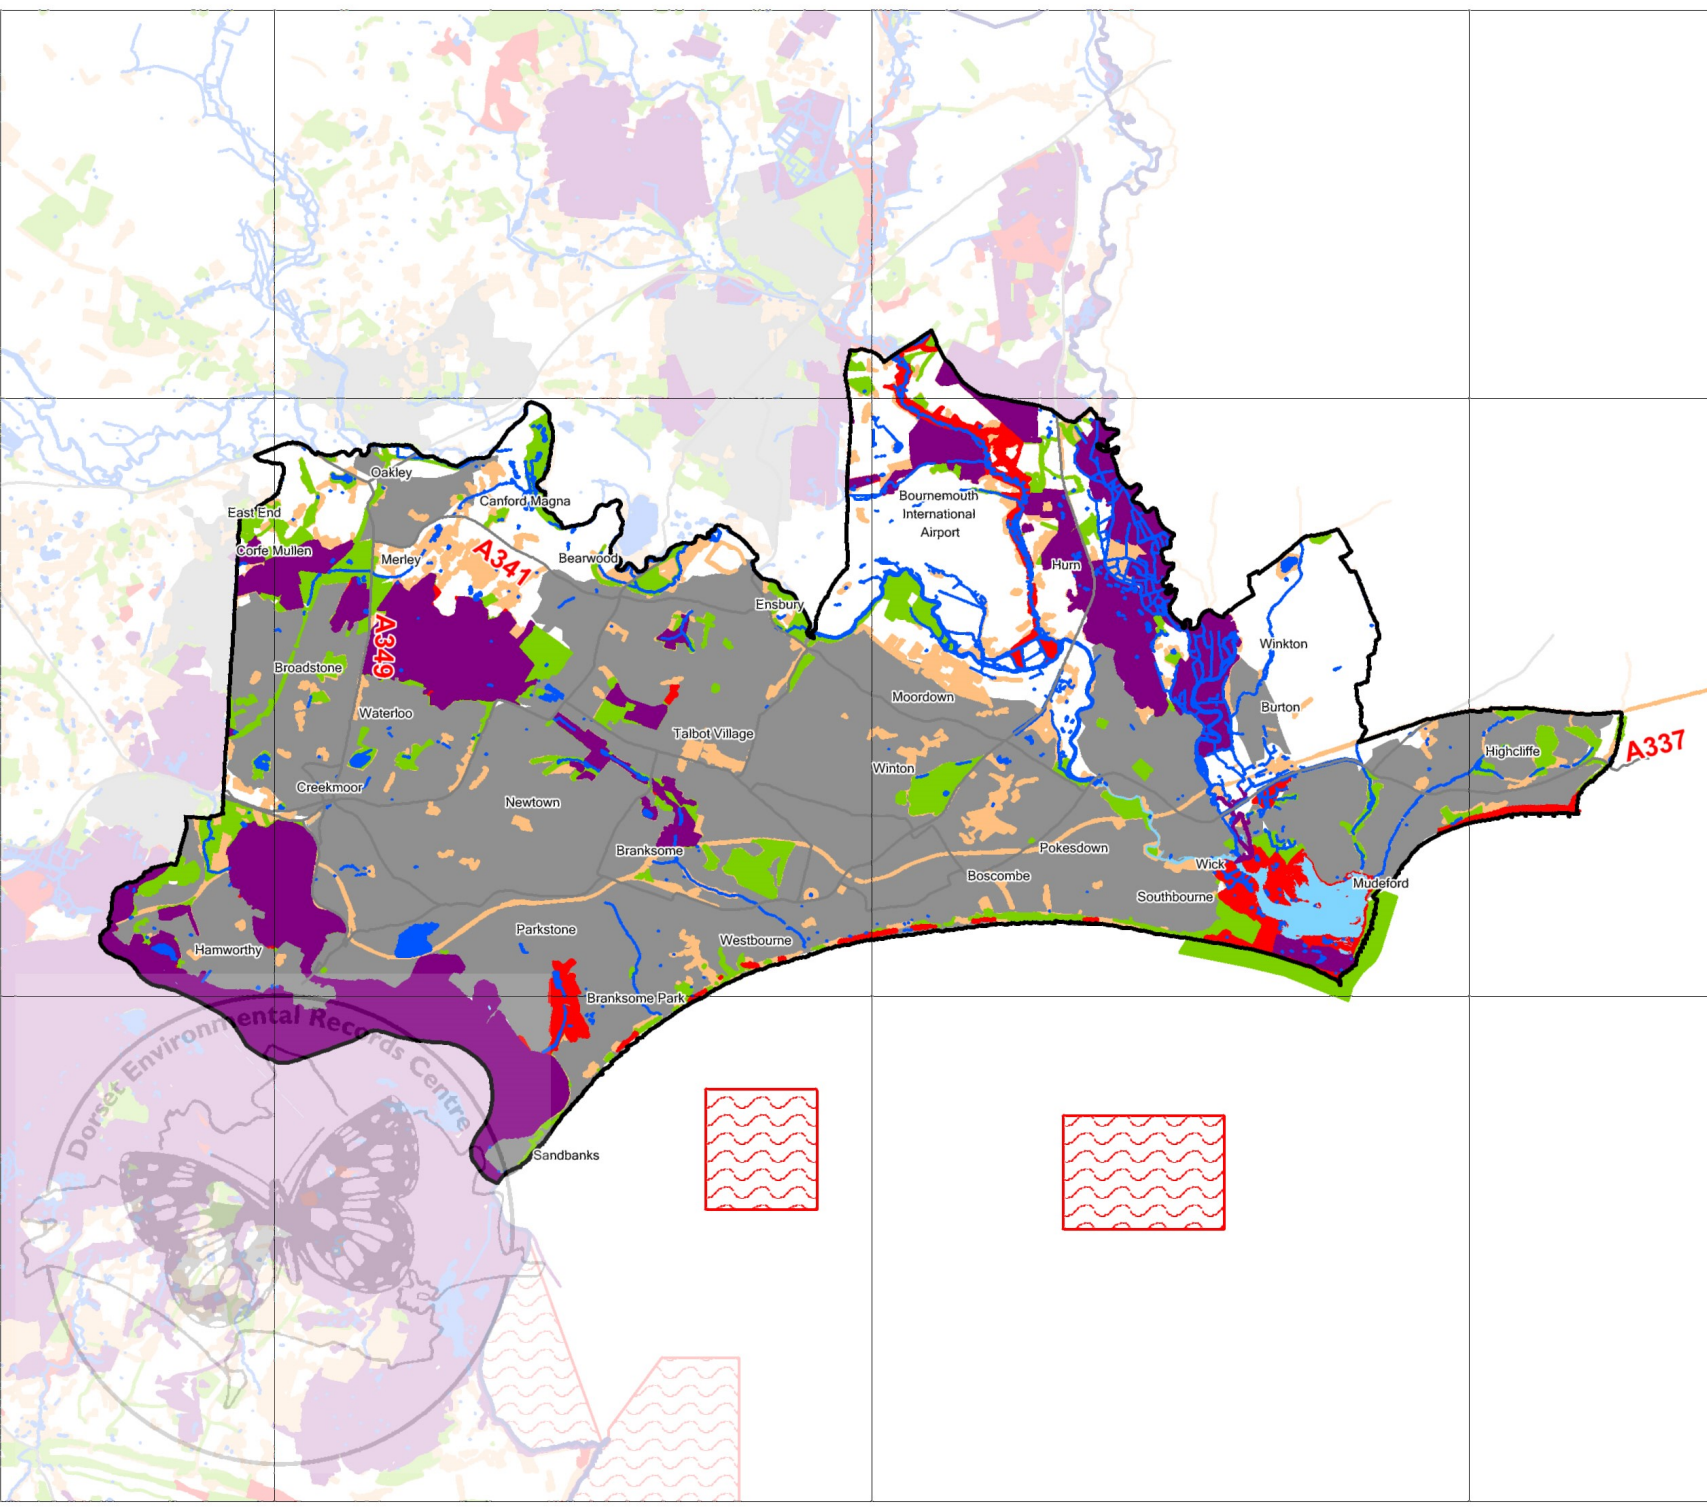 Oakley
Canford Magna
East End
Corfe Mullen
Merley
A341
Bearwood
Bournemouth
International
Airport
Hurn
Ensbury
A349
Broadstone
Waterloo
Moordown
Winkton
Burton
Talbot Village
Winton
Highcliffe
A337
Creekmoor
Newtown
Branksome
Pokesdown
Wick
Boscombe
Southbourne
Mudeford
Hamworthy
Parkstone
Westbourne
Branksome Park
Dorset Environmental Records Centre
Sandbanks